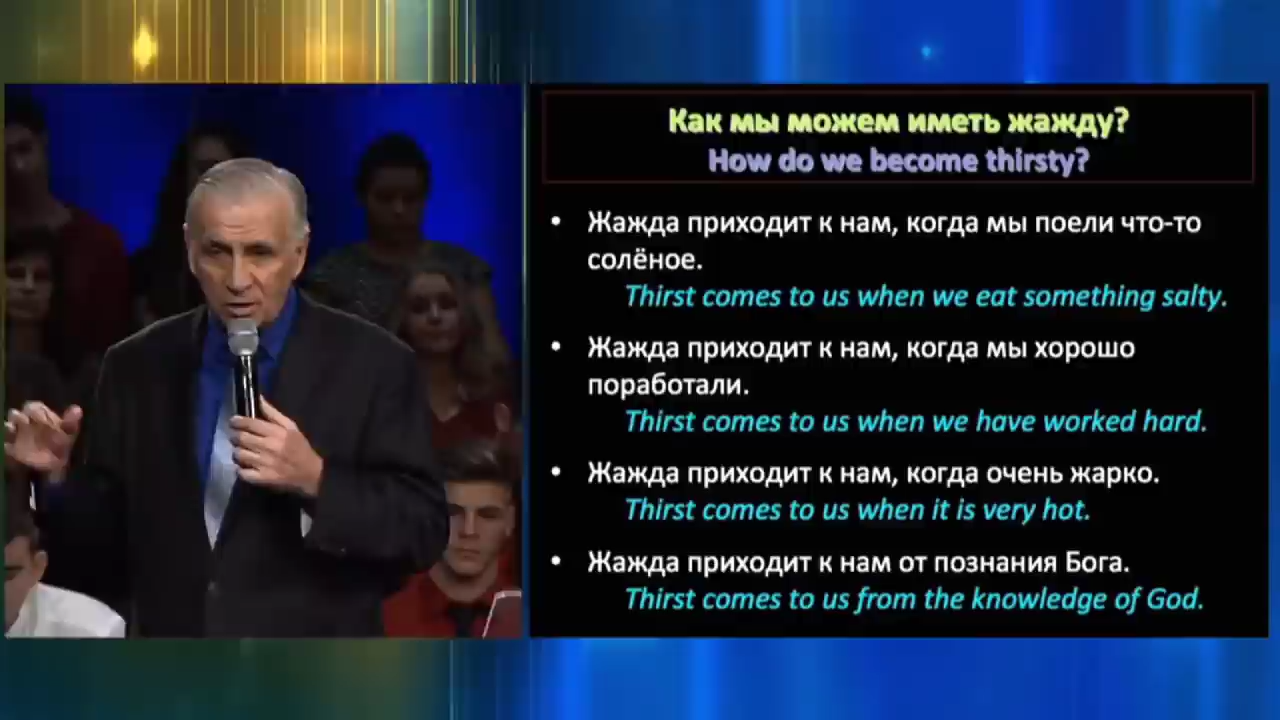 Как мы можем иметь жажду?
How do we become thirsty?
• Жажда приходит к нам, когда мы поели что-то
солёное.
Thirst comes to us when we eat something salty.
• Жажда приходит к нам, когда мы хорошо
поработали.
Thirst comes to us when we have worked hard.
• Жажда приходит к нам, когда очень жарко.
Thirst comes to us when it is very hot.
• Жажда приходит к нам от познания Бога.
Thirst comes to us from the knowledge of God.